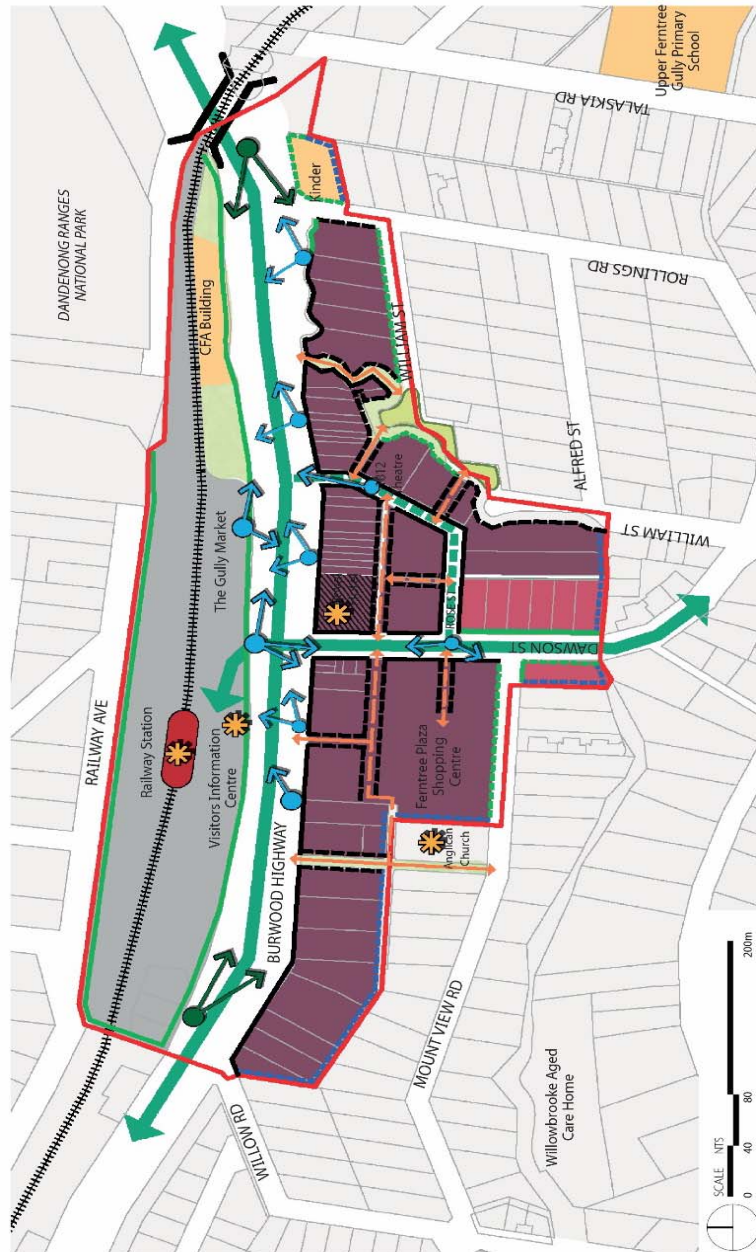 DANDENONG RANGES
NATIONAL PARK
RAILWAY AVE
Railway Station
Visitors Information
Centre
The Gully Market
CFA Building
BURWOOD HIGHWAY
Kinder
Upper Ferntree
Gully Primary
School
TALASKIA RD
ROLLINGS RD
WILLIAM ST
ALFRED ST
WILLIAM ST
DAWSON ST
ROSE ST
Theatre
Ferntree Plaza
Shopping
Centre
Anglican
Church
MOUNT VIEW RD
WILLOW RD
Willowbrooke Aged
Care Home
SCALE NTS
0 40 80 200m